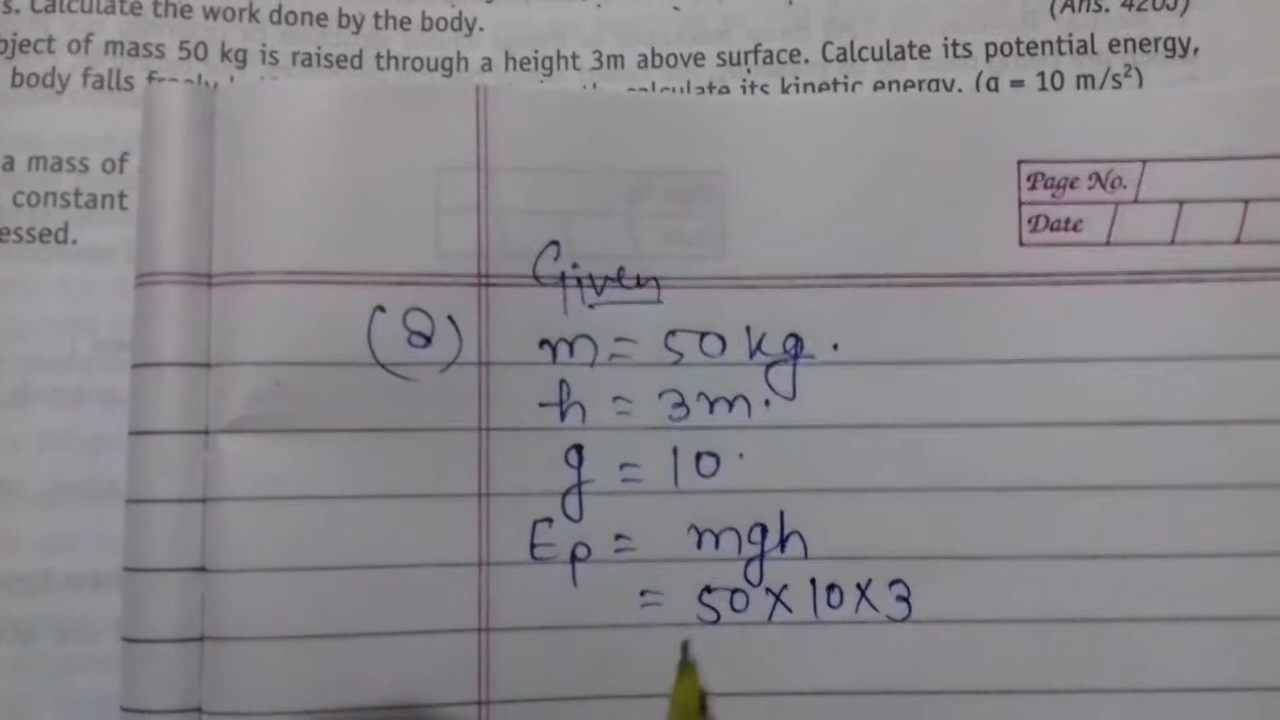 s. Calculate the work done by the body.
(Ans. 420J)
bject of mass 50 kg is raised through a height 3m above surface. Calculate its potential energy,
body falls freely calculate its kinetic energy. (g = 10 m/s²)
a mass of
constant
essed.
Page No.
Date
Given
(8) m = 50 kg.
h = 3m.
g = 10.
Ep = mgh
= 50 × 10 × 3